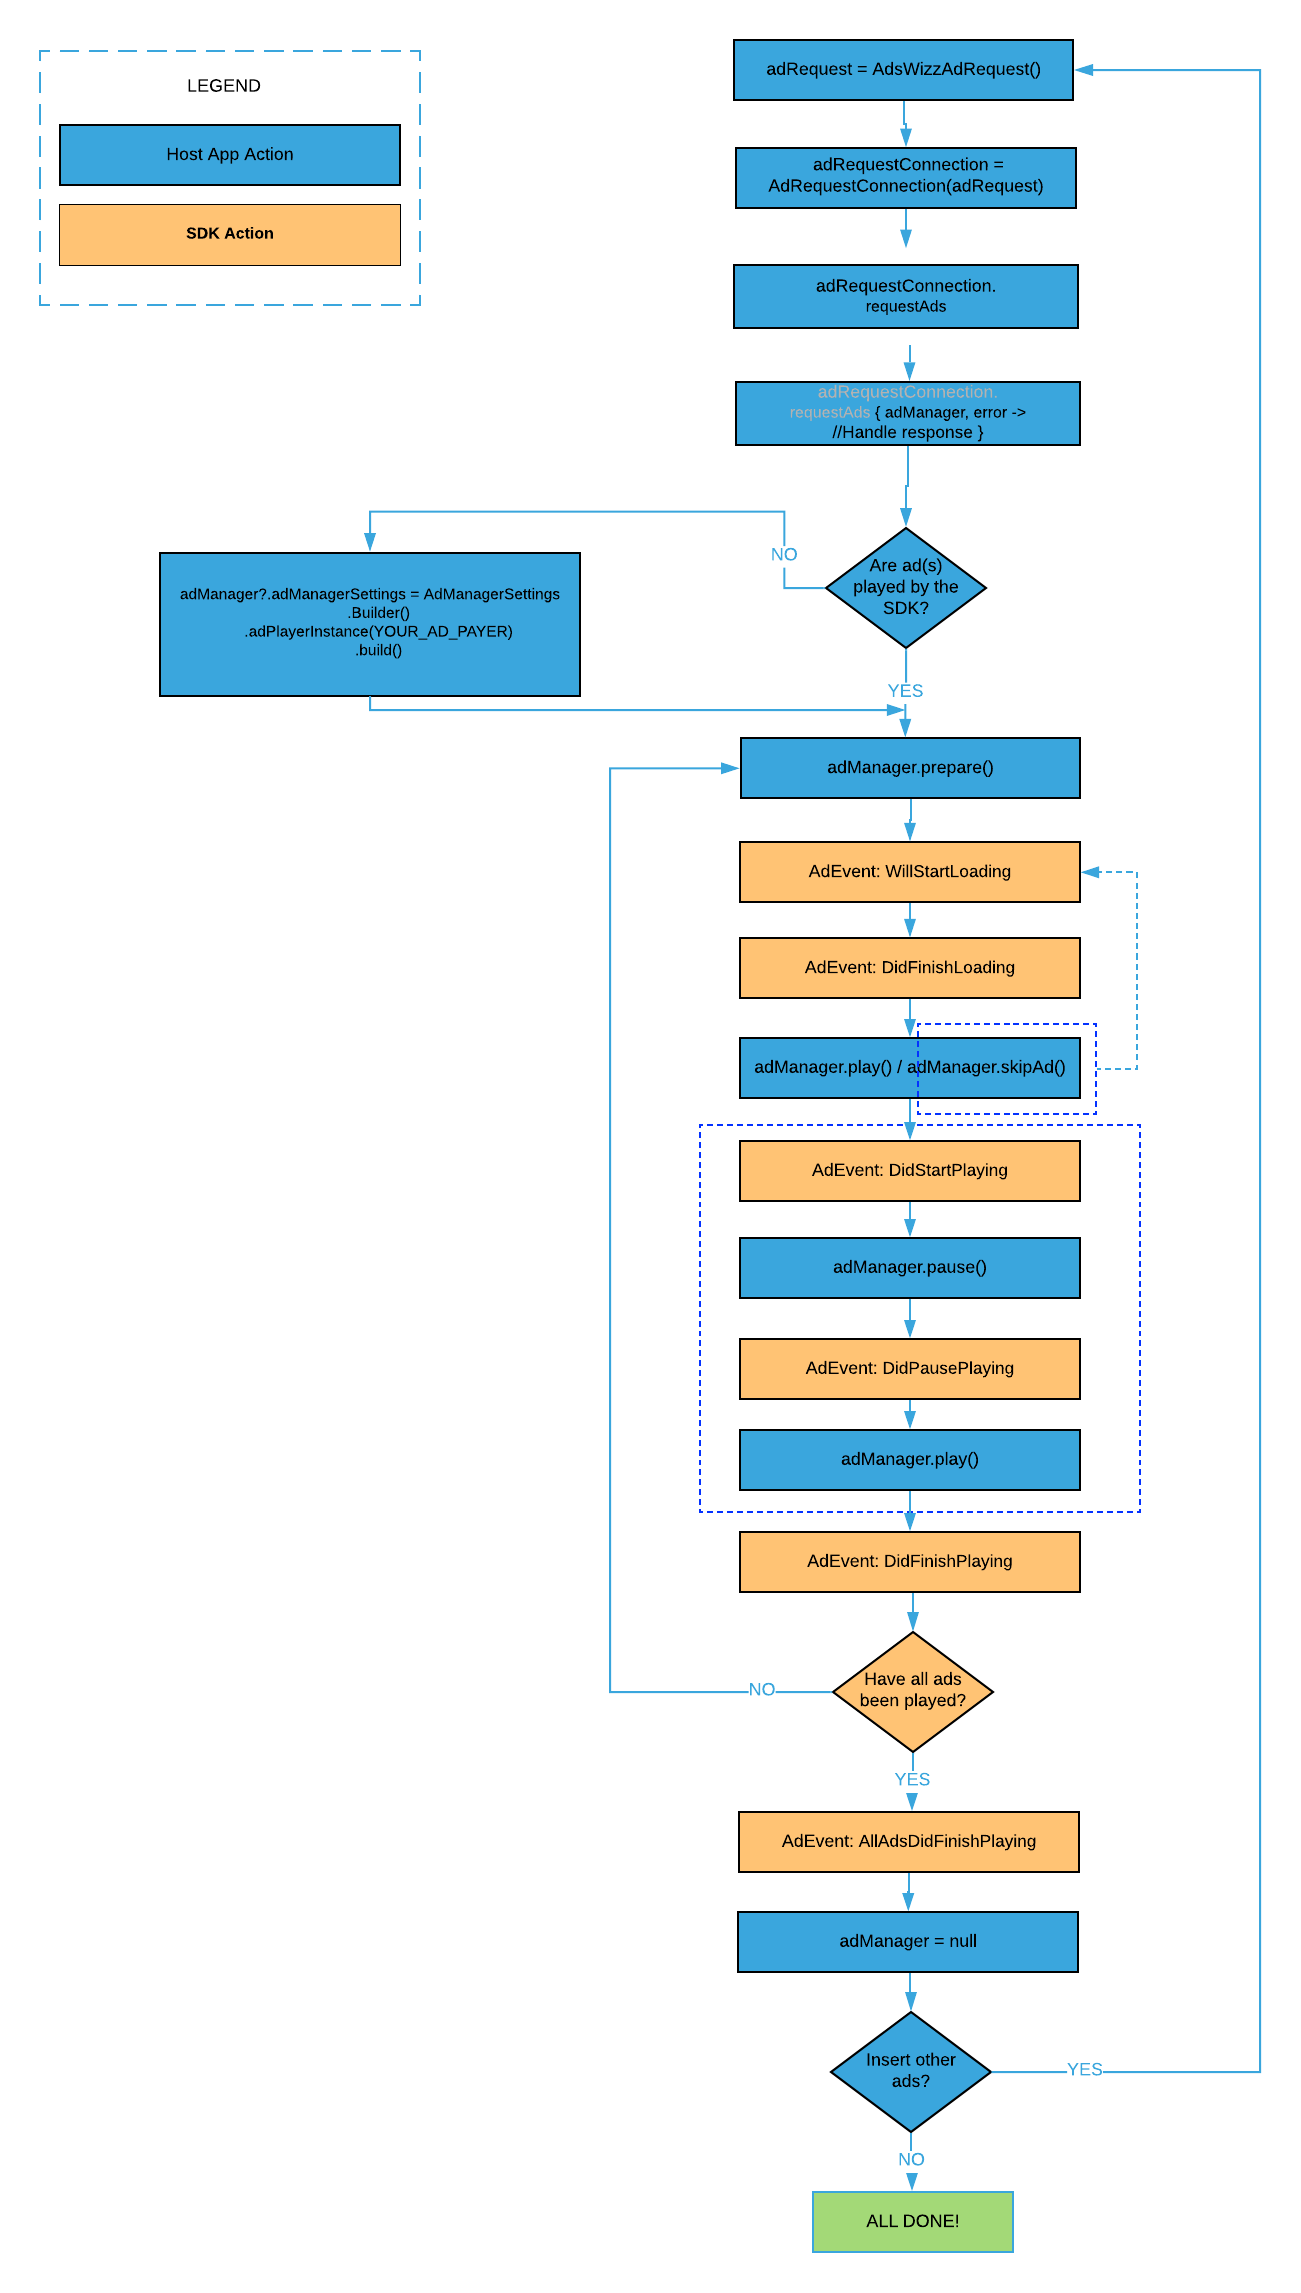 LEGEND
Host App Action
SDK Action
adRequest = AdsWizzAdRequest()
adRequestConnection =
AdRequestConnection(adRequest)
adRequestConnection.
requestAds
adRequestConnection.
requestAds { adManager, error ->
//Handle response }
Are ad(s)
played by the
SDK?
NO
adManager?.adManagerSettings = AdManagerSettings
.Builder()
.adPlayerInstance(YOUR_AD_PAYER)
.build()
YES
adManager.prepare()
AdEvent: WillStartLoading
AdEvent: DidFinishLoading
adManager.play() / adManager.skipAd()
AdEvent: DidStartPlaying
adManager.pause()
AdEvent: DidPausePlaying
adManager.play()
AdEvent: DidFinishPlaying
Have all ads
been played?
NO
YES
AdEvent: AllAdsDidFinishPlaying
adManager = null
Insert other
ads?
YES
NO
ALL DONE!